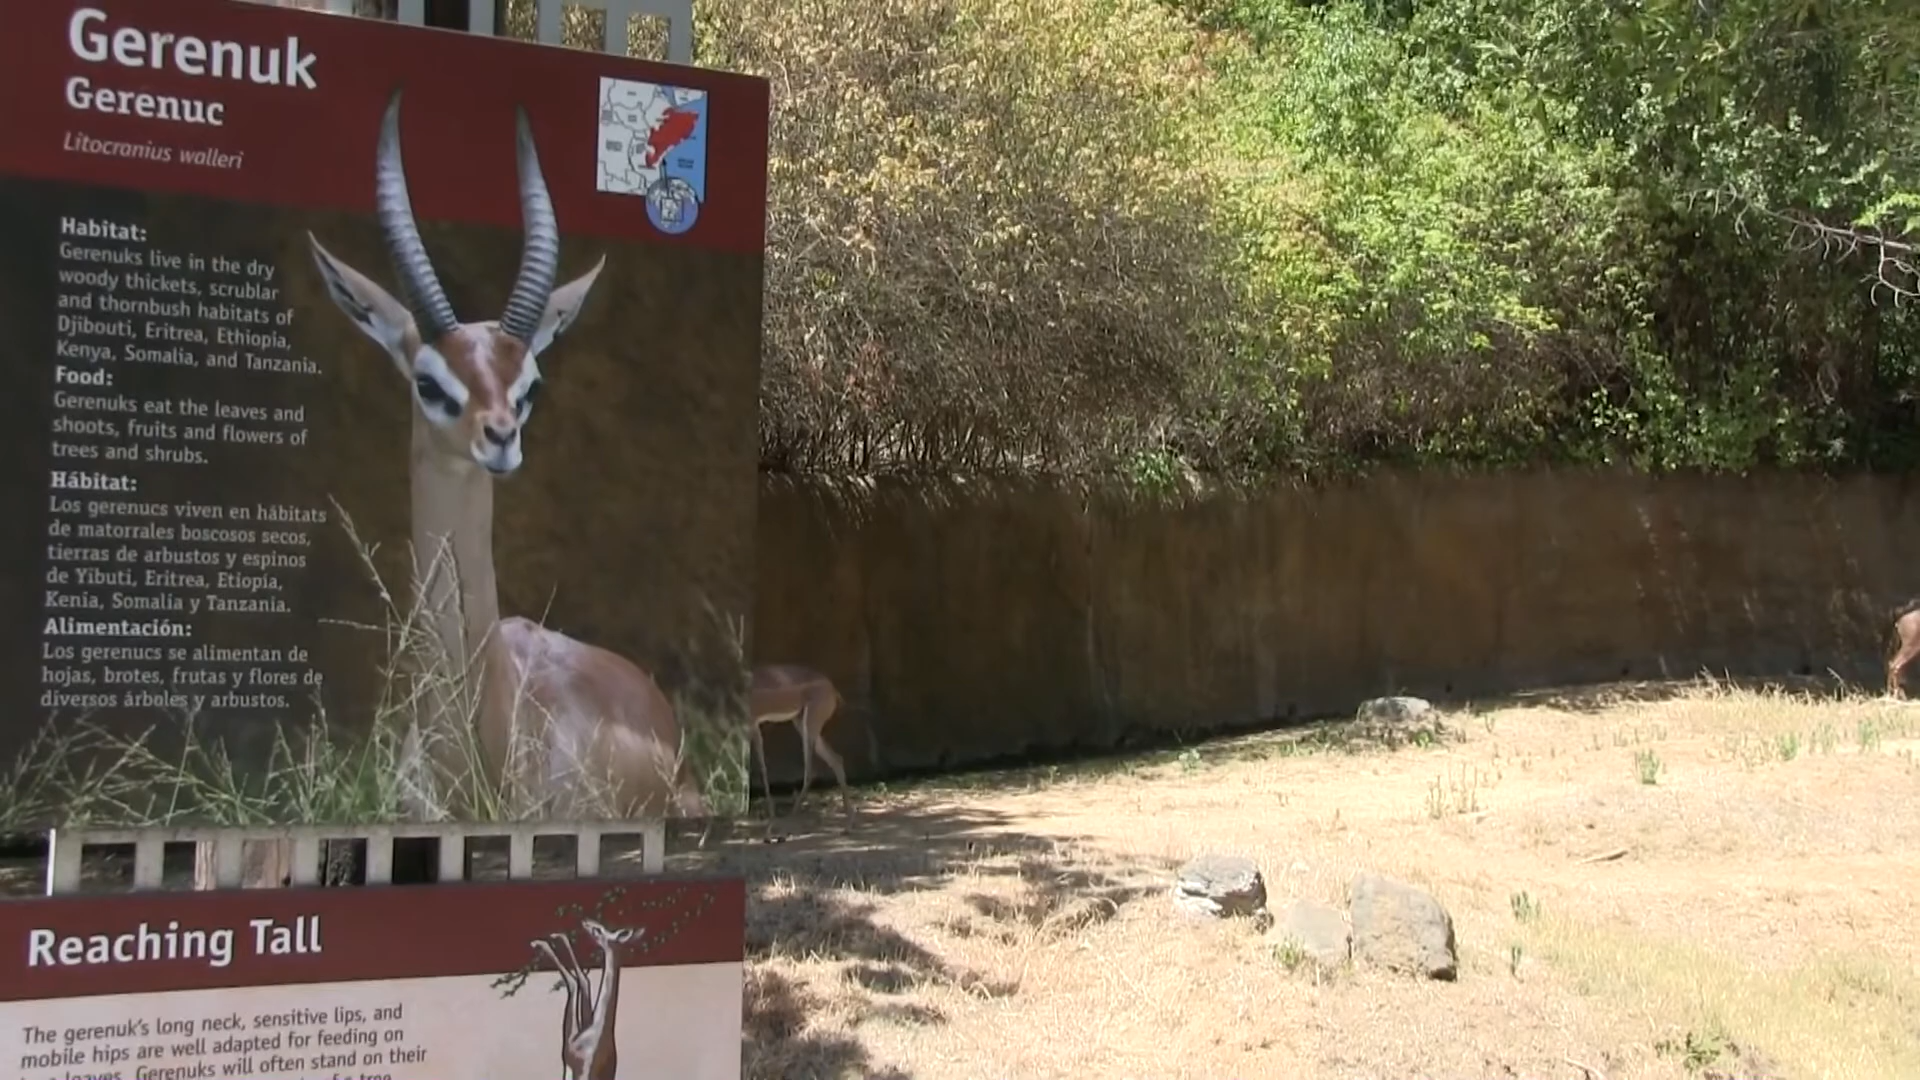 Gerenuk
Gerenuc
Litocranius walleri
Habitat:
Gerenuks live in the dry
woody thickets, scrublar
and thornbush habitats of
Djibouti, Eritrea, Ethiopia,
Kenya, Somalia, and Tanzania.
Food:
Gerenuks eat the leaves and
shoots, fruits and flowers of
trees and shrubs.
Hábitat:
Los gerenucs viven en hábitats
de matorrales boscosos secos,
tierras de arbustos y espinos
de Yibuti, Eritrea, Etiopía,
Kenia, Somalia y Tanzania.
Alimentación:
Los gerenucs se alimentan de
hojas, brotes, frutas y flores de
diversos árboles y arbustos.
Reaching Tall
The gerenuk's long neck, sensitive lips, and
mobile hips are well adapted for feeding on
leaves. Gerenuks will often stand on their
tree